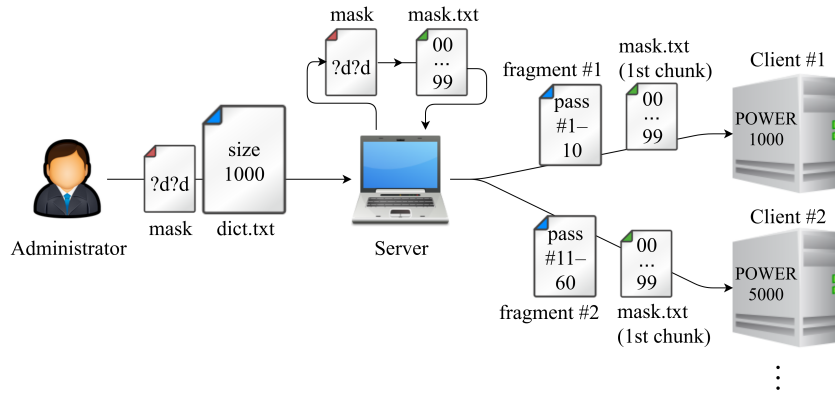 mask
mask.txt
?d?d
00
...
99
Administrator
?d?d
mask
size
1000
dict.txt
Server
fragment #1
pass
#1–
10
mask.txt
(1st chunk)
00
...
99
Client #1
POWER
1000
pass
#11–
60
fragment #2
00
...
99
mask.txt
(1st chunk)
Client #2
POWER
5000